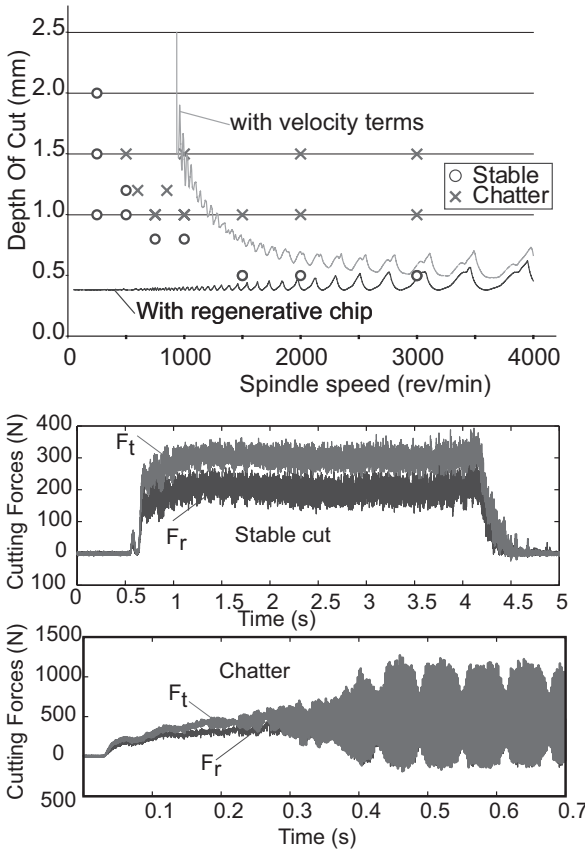 Depth Of Cut (mm)
2.5
2.0
1.5
1.0
0.5
0.0
with velocity terms
Stable
Chatter
With regenerative chip
0 1000 2000 3000 4000
Spindle speed (rev/min)
Cutting Forces (N)
400
300
200
100
0
100
Ft
Fr
Stable cut
0 0.5 1 1.5 2 2.5 3 3.5 4 4.5 5
Time (s)
Cutting Forces (N)
1500
1000
500
0
500
Chatter
Ft
Fr
0.1 0.2 0.3 0.4 0.5 0.6 0.7
Time (s)